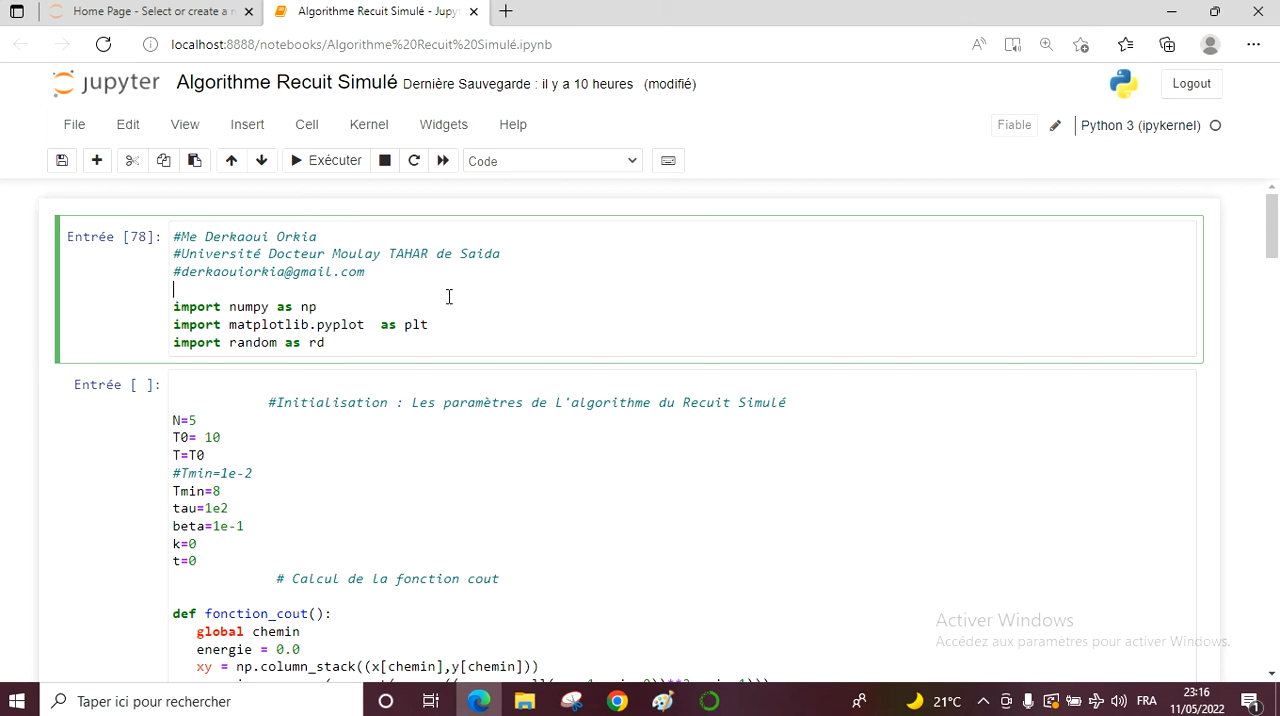 Home Page - Select or create a n
Algorithme Recuit Simulé - Jupy
localhost:8888/notebooks/Algorithme%20Recuit%20Simulé.ipynb
jupyter Algorithme Recuit Simulé Dernière Sauvegarde : il y a 10 heures (modifié)
Logout
File Edit View Insert Cell Kernel Widgets Help
Fiable
Python 3 (ipykernel)
Exécuter
Code
Entrée [78]:
#Me Derkaoui Orkia
#Université Docteur Moulay TAHAR de Saida
#derkaouiorkia@gmail.com
import numpy as np
import matplotlib.pyplot  as plt
import random as rd
Entrée [ ]:
#Initialisation : Les paramètres de L'algorithme du Recuit Simulé
N=5
T0= 10
T=T0
#Tmin=1e-2
Tmin=8
tau=1e2
beta=1e-1
k=0
t=0
# Calcul de la fonction cout
def fonction_cout():
global chemin
energie = 0.0
xy = np.column_stack((x[chemin],y[chemin]))
Activer Windows
Accédez aux paramètres pour activer Windows.
Taper ici pour rechercher
21°C
FRA
23:16
11/05/2022
1